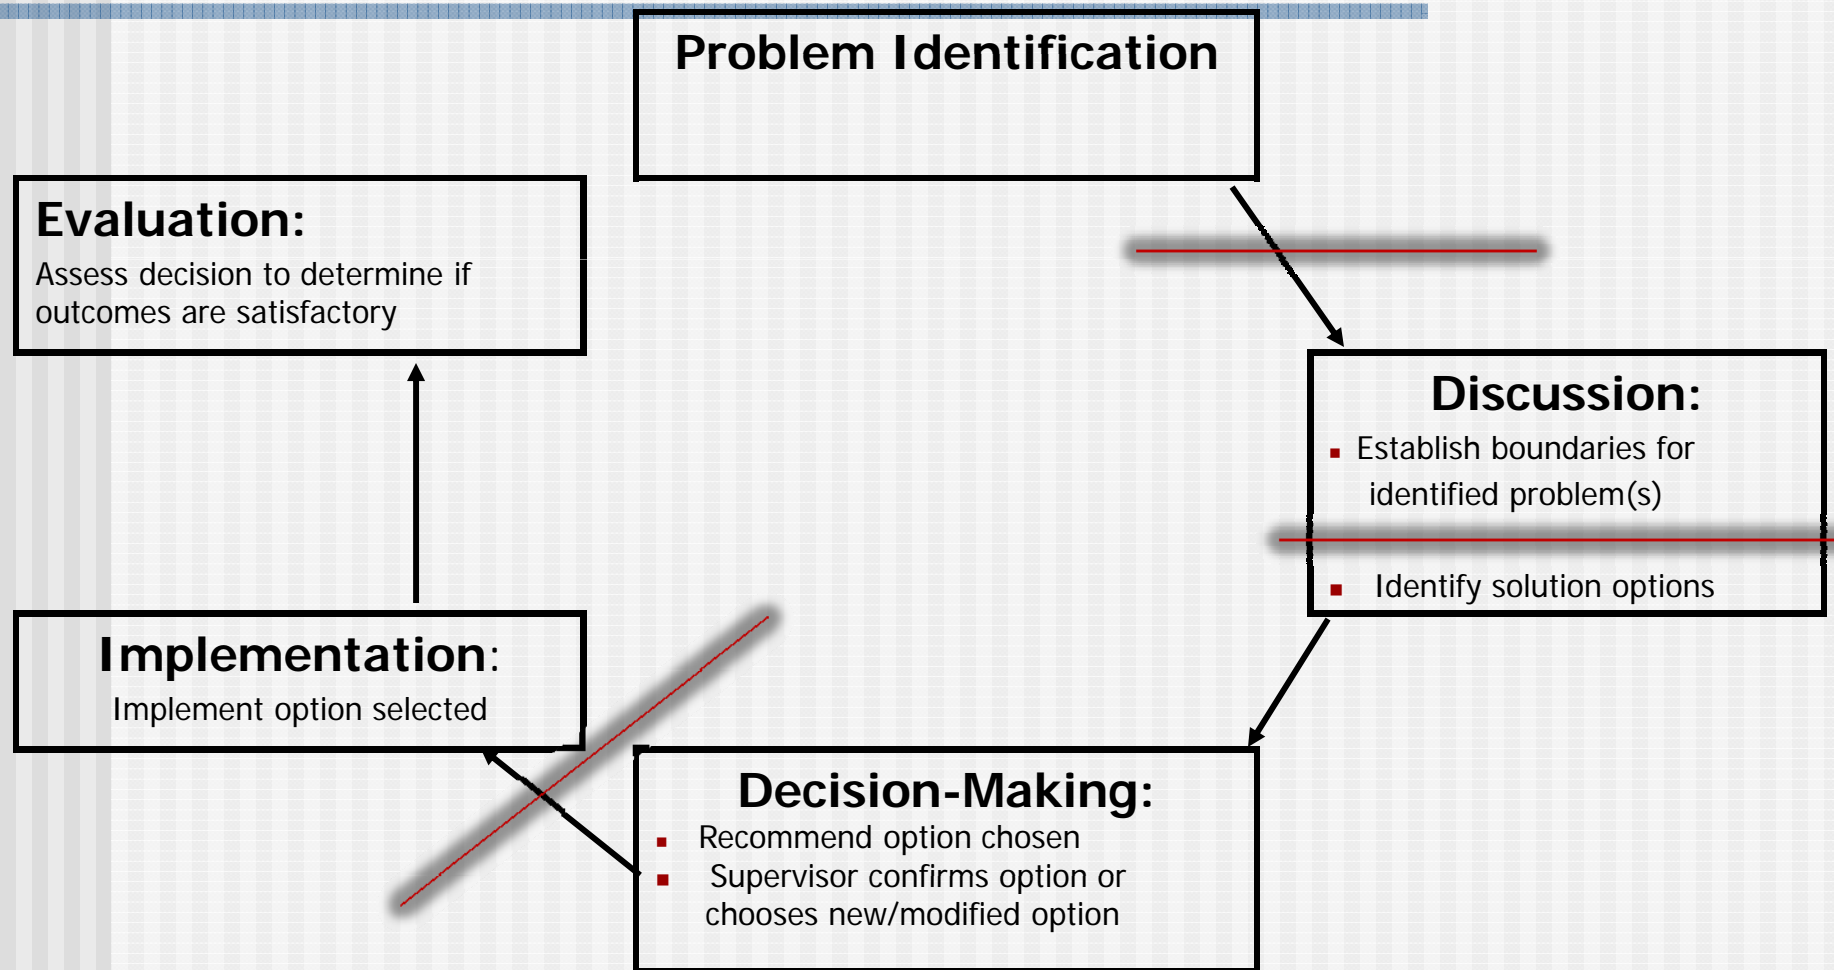 Problem Identification
Evaluation:
Assess decision to determine if
outcomes are satisfactory
Discussion:
▪ Establish boundaries for
identified problem(s)
▪ Identify solution options
Implementation:
Implement option selected
Decision-Making:
▪ Recommend option chosen
▪ Supervisor confirms option or
chooses new/modified option